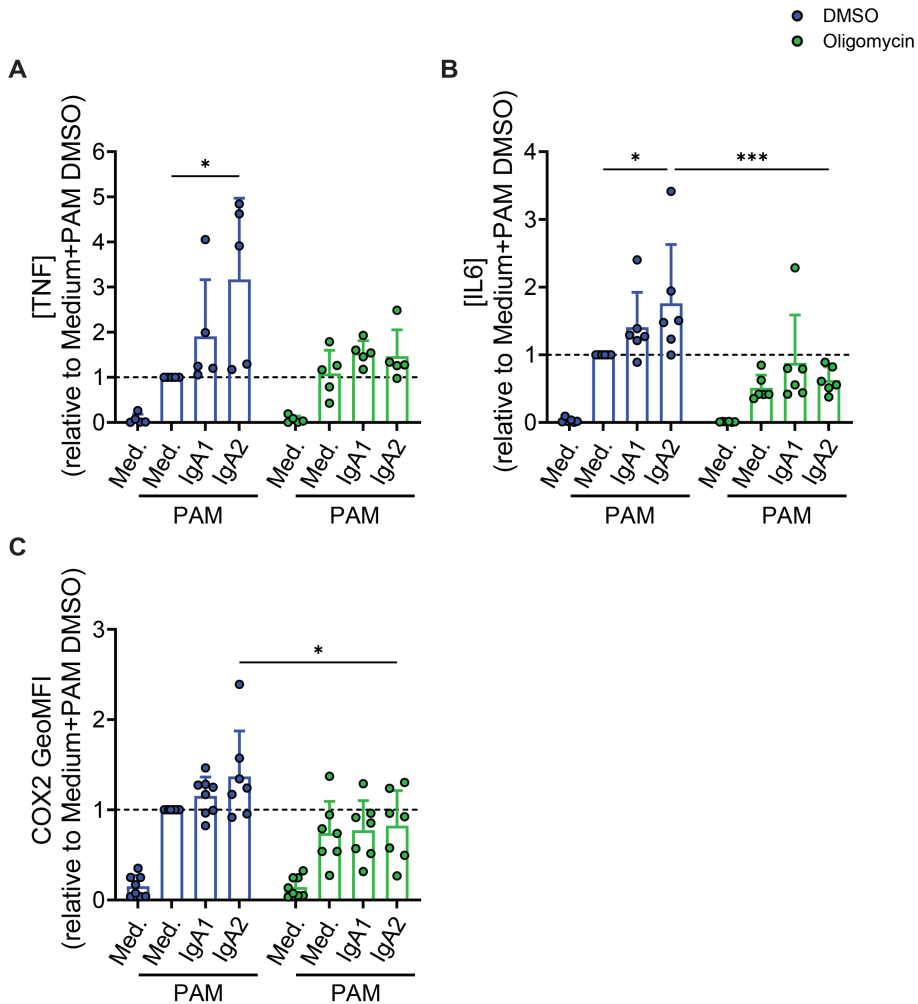 DMSO
Oligomycin
A
B
[TNF]
(relative to Medium+PAM DMSO)
6
5
4
3
2
1
0
*
Med.
Med.
IgA1
IgA2
Med.
Med.
IgA1
IgA2
PAM
PAM
[IL6]
(relative to Medium+PAM DMSO)
4
3
2
1
0
*
***
Med.
Med.
IgA1
IgA2
Med.
Med.
IgA1
IgA2
PAM
PAM
C
COX2 GeoMFI
(relative to Medium+PAM DMSO)
3
2
1
0
*
Med.
Med.
IgA1
IgA2
Med.
Med.
IgA1
IgA2
PAM
PAM